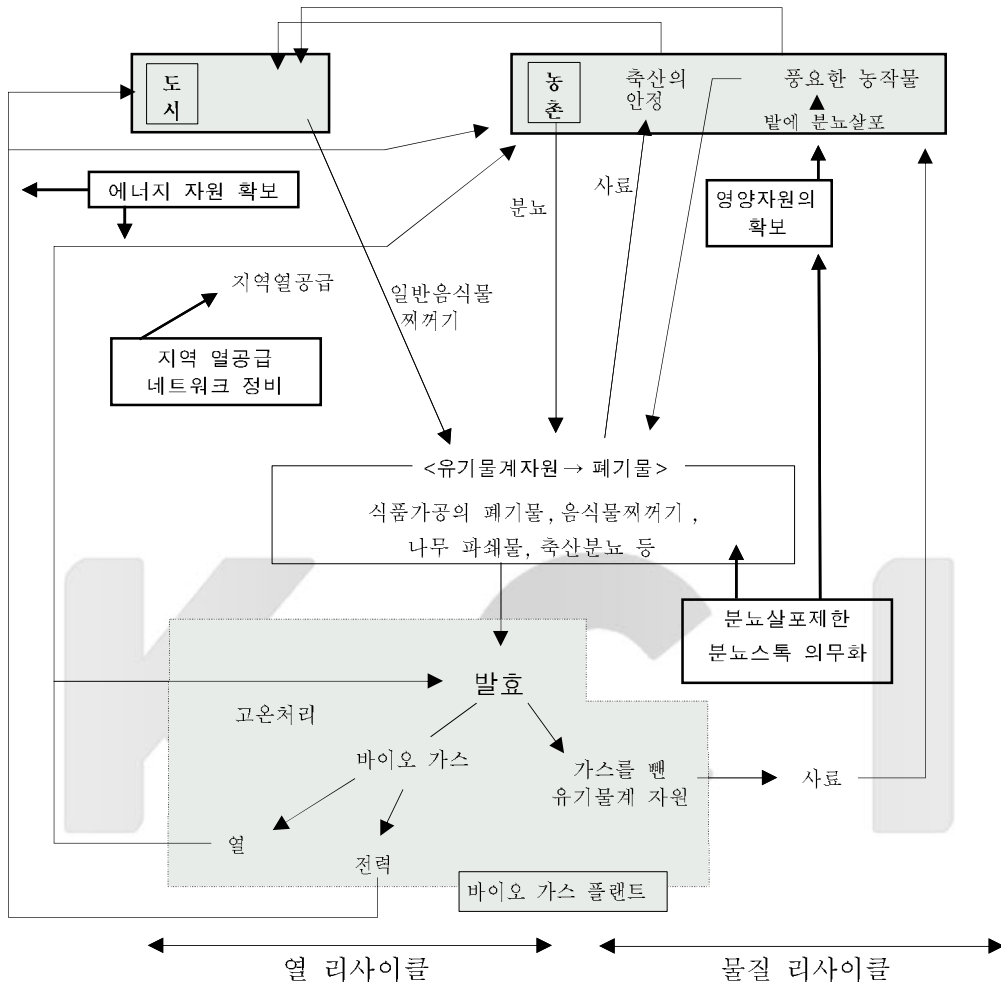 도
시
농
촌
축산의
안정
풍요한 농작물
밭에 분뇨살포
에너지 자원 확보
분뇨
사료
영양자원의
확보
지역열공급
일반음식물
찌꺼기
지역 열공급
네트워크 정비
<유기물계자원→ 폐기물>
식품가공의 폐기물, 음식물찌꺼기 ,
나무 파쇄물, 축산분뇨 등
분뇨살포제한
분뇨스톡 의무화
발효
고온처리
바이오 가스
가스를 뺀
유기물계 자원
사료
열
전력
바이오 가스 플랜트
열 리사이클
물질 리사이클